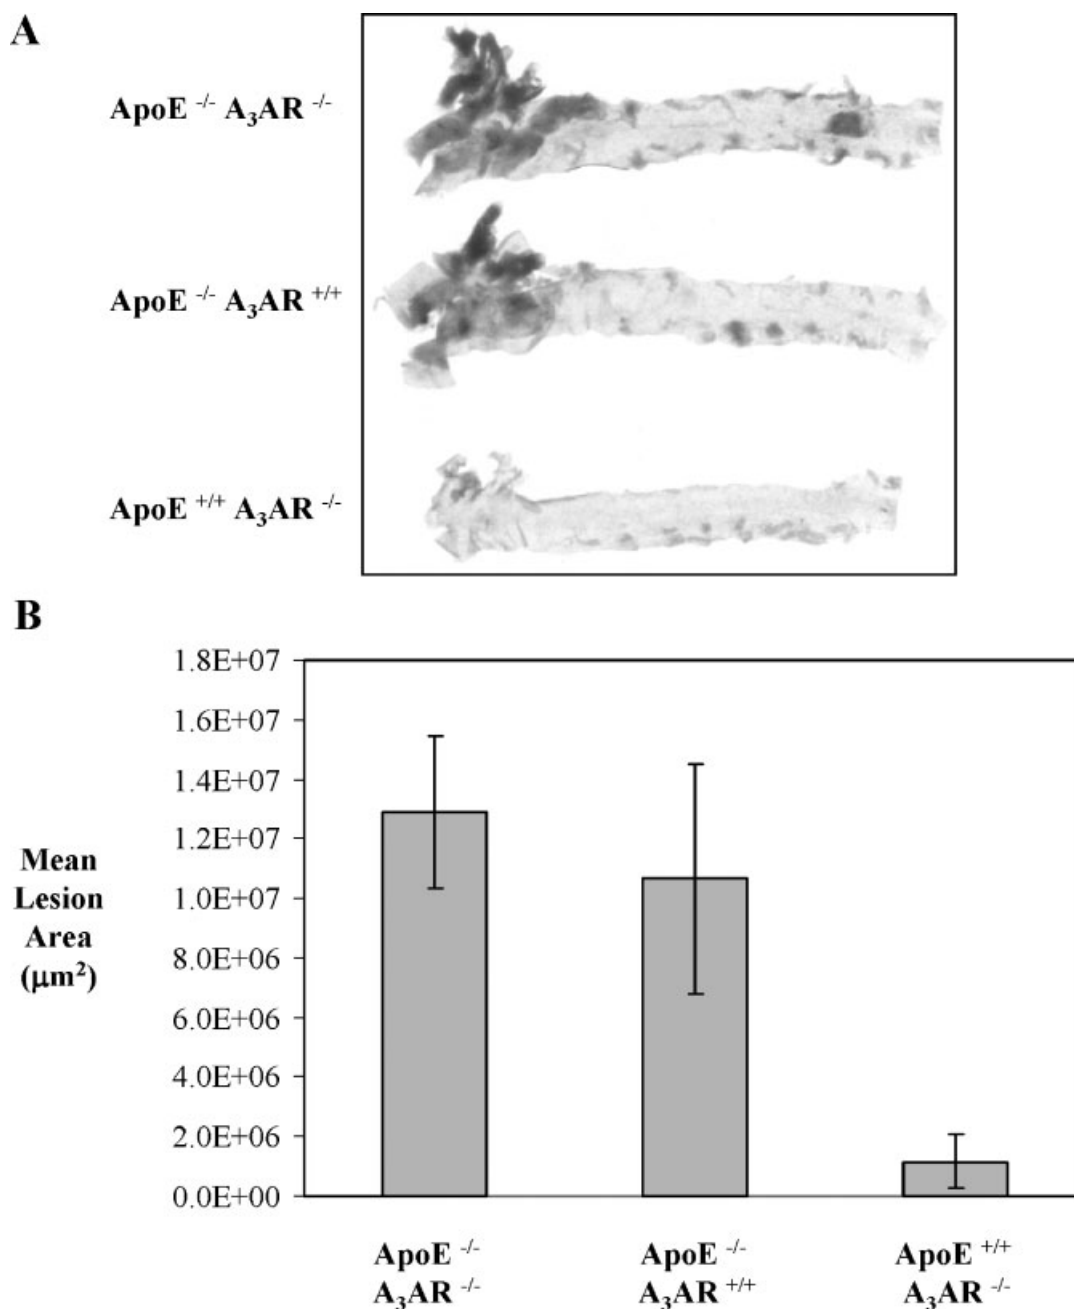 A
ApoE -/- A3AR -/-
ApoE -/- A3AR +/+
ApoE +/+ A3AR -/-
B
1.8E+07
1.6E+07
1.4E+07
1.2E+07
1.0E+07
8.0E+06
6.0E+06
4.0E+06
2.0E+06
0.0E+00
Mean
Lesion
Area
(μm²)
ApoE -/-
A3AR -/-
ApoE -/-
A3AR +/+
ApoE +/+
A3AR -/-